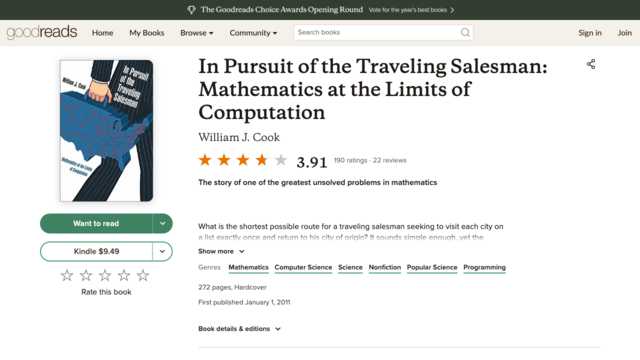 The Goodreads Choice Awards Opening Round Vote for the year's best books
goodreads Home My Books Browse Community Search books Sign in Join
In Pursuit of the Traveling Salesman:
Mathematics at the Limits of
Computation
William J. Cook
3.91 190 ratings · 22 reviews
The story of one of the greatest unsolved problems in mathematics
What is the shortest possible route for a traveling salesman seeking to visit each city on
a list exactly once and return to his city of origin? It sounds simple enough, yet the
Show more
Genres Mathematics Computer Science Science Nonfiction Popular Science Programming
272 pages, Hardcover
First published January 1, 2011
Book details & editions
William J. Cook
In Pursuit
of the
Traveling
Salesman
Mathematics at the Limits
of Computation
Want to read
Kindle $9.49
Rate this book